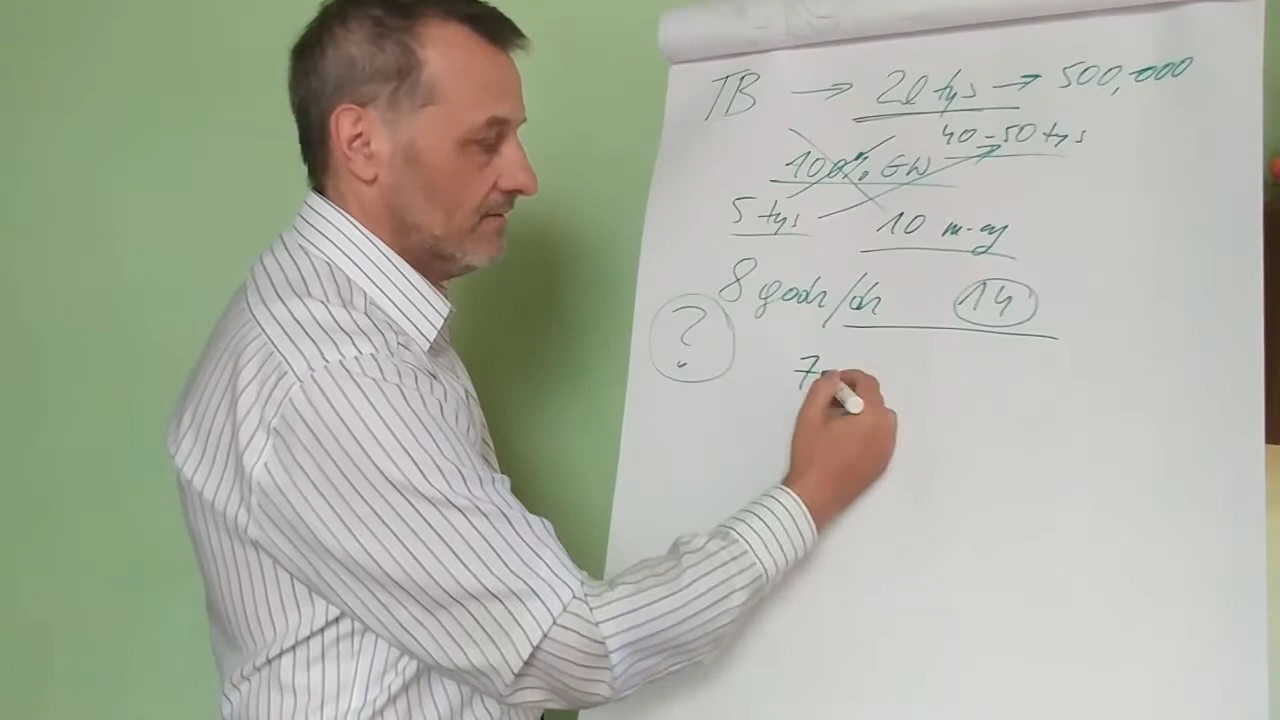 TB → 20 tys → 500,000
40-50 tys
100% GW
5 tys 10 m-cy
8 godz/dz 14
?
7